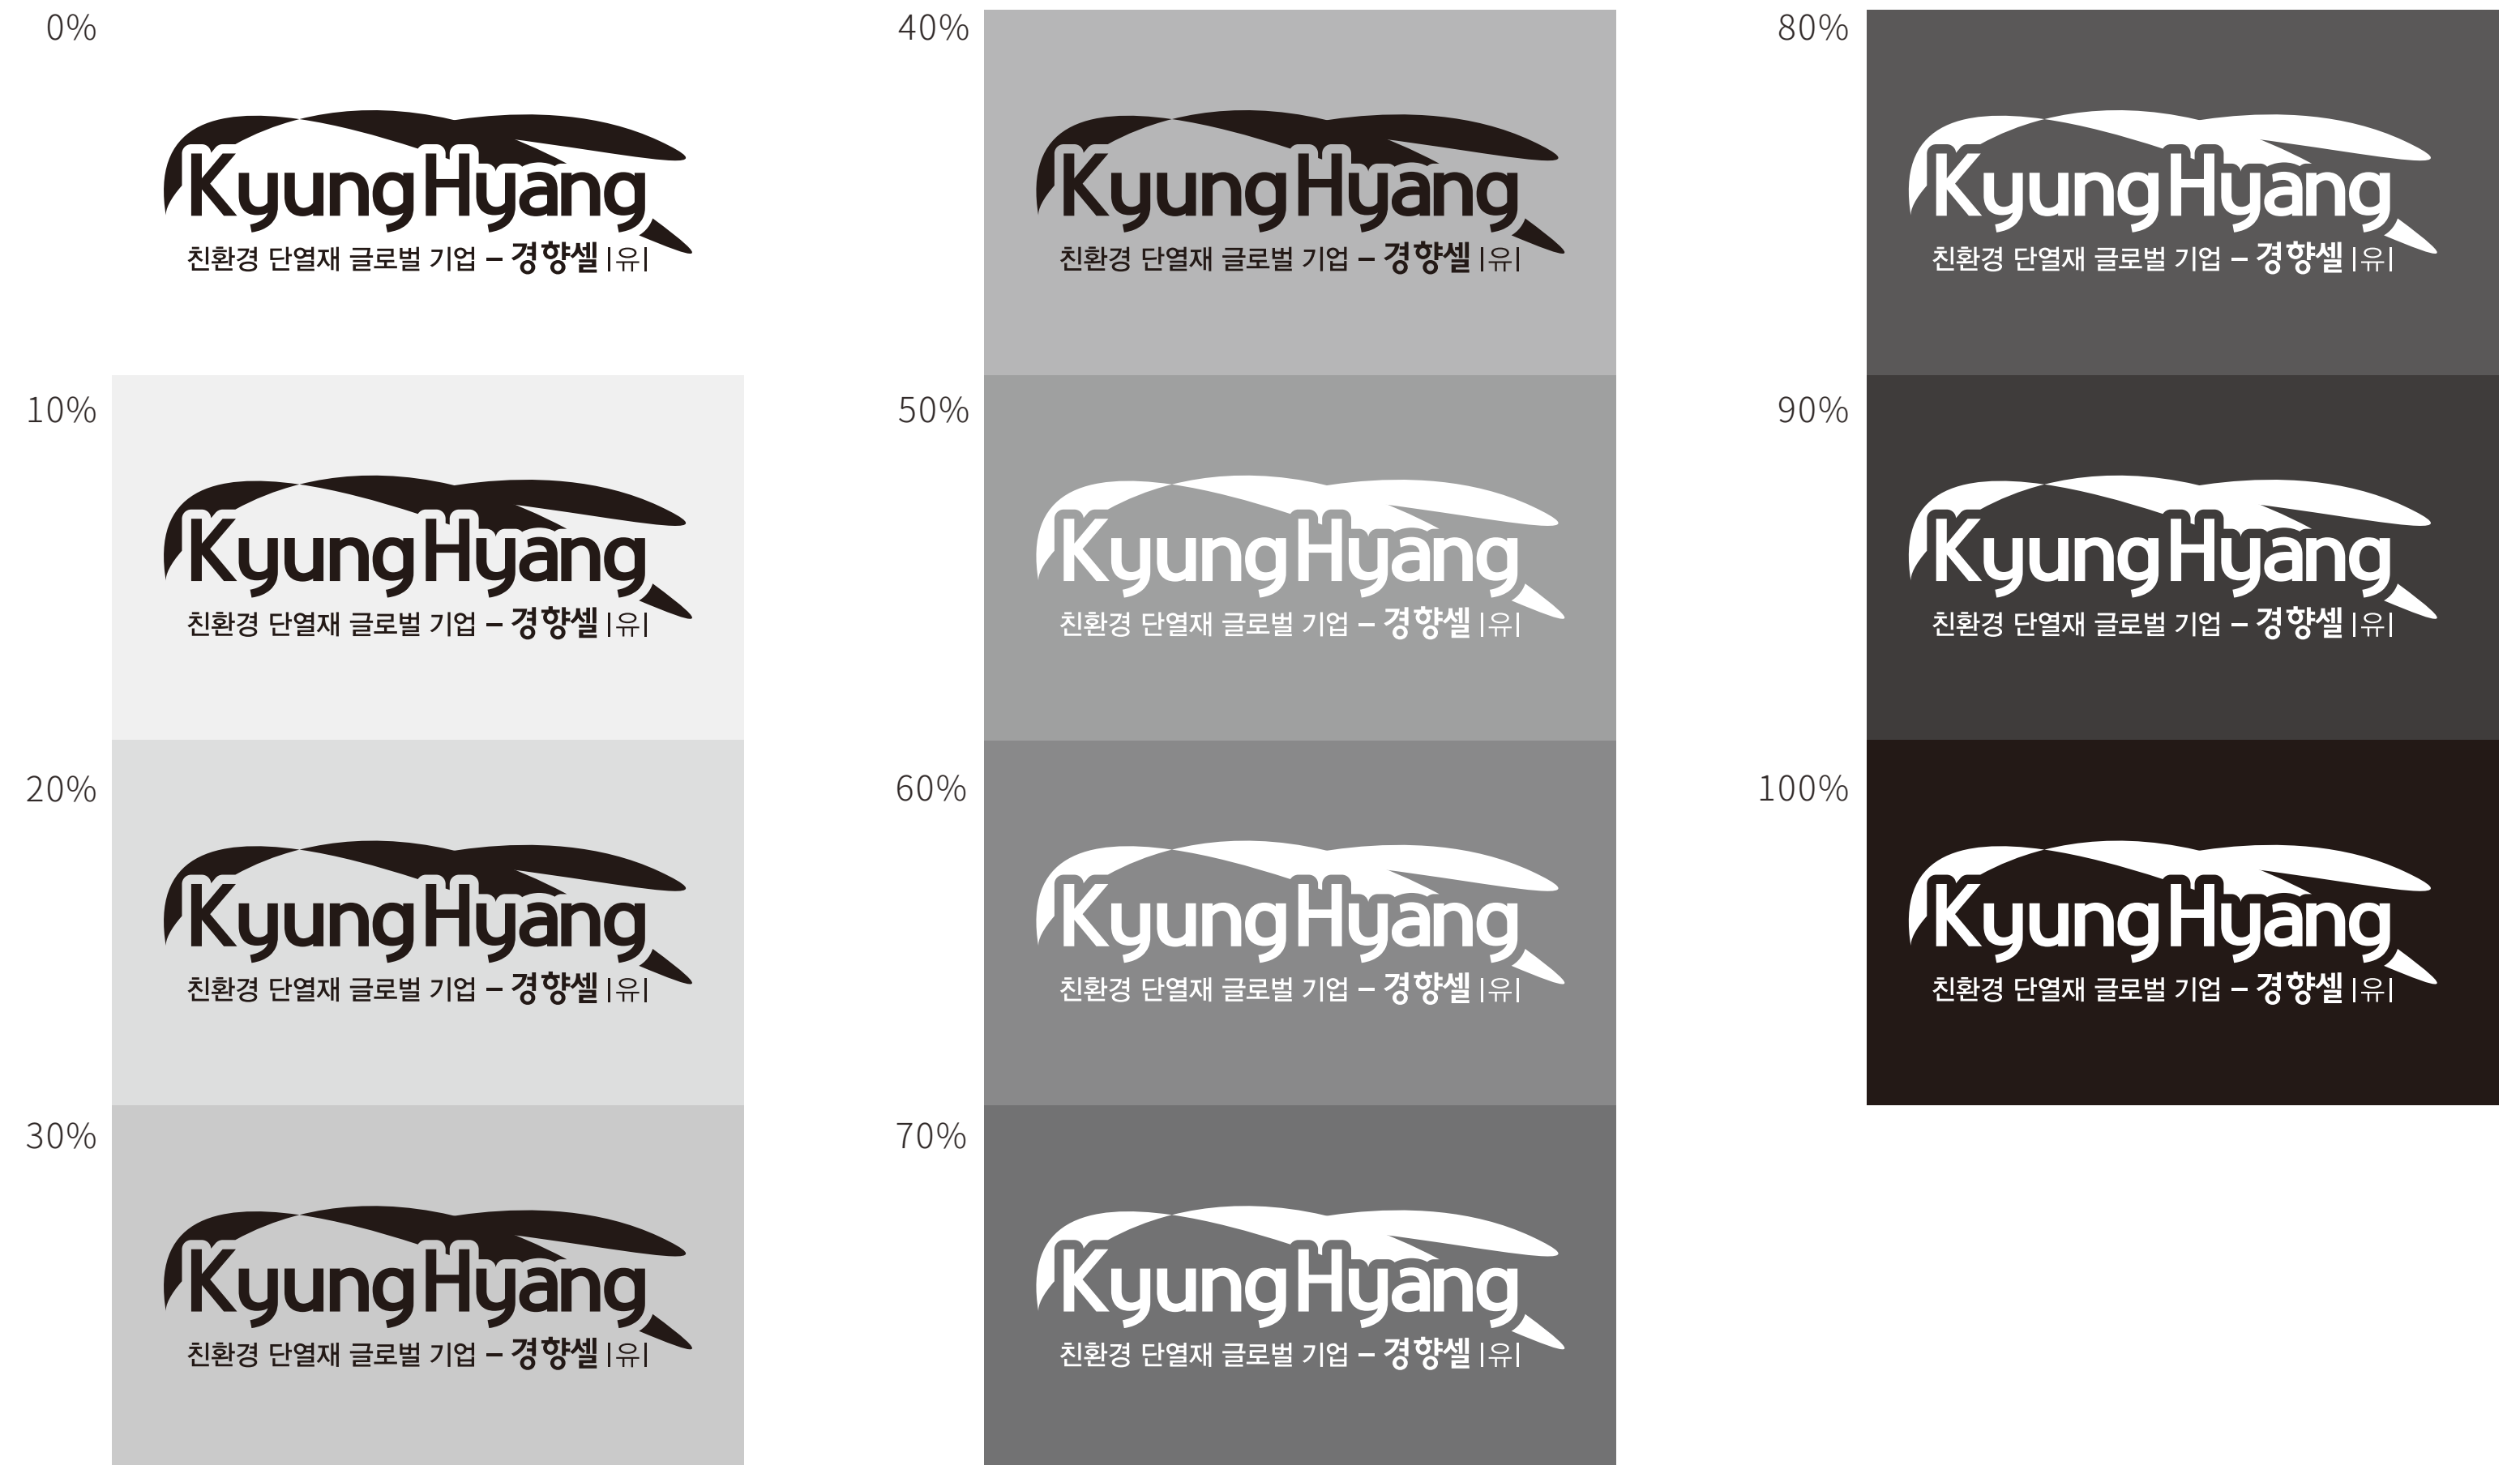 0%
KyungHyang
친환경 단열재 글로벌 기업 – 경향셀 |유|
10%
KyungHyang
친환경 단열재 글로벌 기업 – 경향셀 |유|
20%
KyungHyang
친환경 단열재 글로벌 기업 – 경향셀 |유|
30%
KyungHyang
친환경 단열재 글로벌 기업 – 경향셀 |유|
40%
KyungHyang
친환경 단열재 글로벌 기업 – 경향셀 |유|
50%
KyungHyang
친환경 단열재 글로벌 기업 – 경향셀 |유|
60%
KyungHyang
친환경 단열재 글로벌 기업 – 경향셀 |유|
70%
KyungHyang
친환경 단열재 글로벌 기업 – 경향셀 |유|
80%
KyungHyang
친환경 단열재 글로벌 기업 – 경향셀 |유|
90%
KyungHyang
친환경 단열재 글로벌 기업 – 경향셀 |유|
100%
KyungHyang
친환경 단열재 글로벌 기업 – 경향셀 |유|